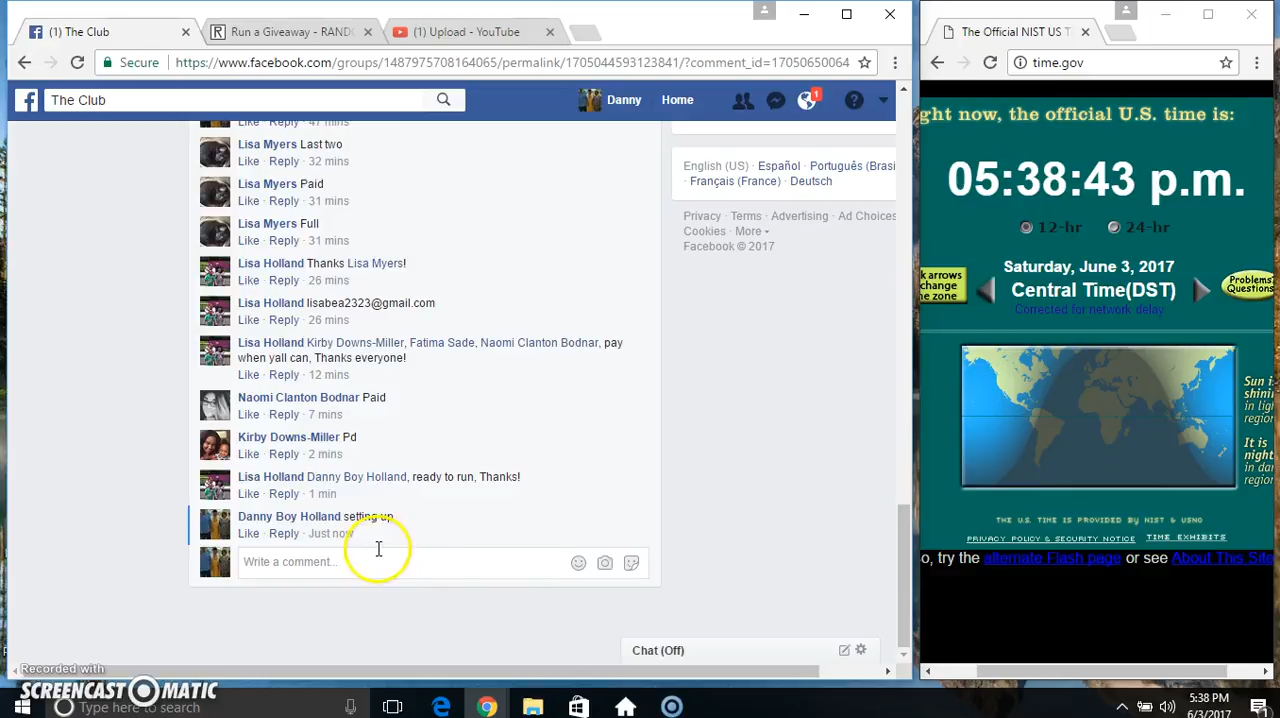 (1) The Club
Run a Giveaway - RAND
(1) Upload - YouTube
The Official NIST US T
Secure
https://www.facebook.com/groups/1487975708164065/permalink/1705044593123841/?comment_id=17050650064
time.gov
The Club
Danny
Home
1
47 mins
Lisa Myers Last two
Like · Reply · 32 mins
Lisa Myers Paid
Like · Reply · 31 mins
Lisa Myers Full
Like · Reply · 31 mins
Lisa Holland Thanks Lisa Myers!
Like · Reply · 26 mins
Lisa Holland lisabea2323@gmail.com
Like · Reply · 26 mins
Lisa Holland Kirby Downs-Miller, Fatima Sade, Naomi Clanton Bodnar, pay
when yall can, Thanks everyone!
Like · Reply · 12 mins
Naomi Clanton Bodnar Paid
Like · Reply · 7 mins
Kirby Downs-Miller Pd
Like · Reply · 2 mins
Lisa Holland Danny Boy Holland, ready to run, Thanks!
Like · Reply · 1 min
Danny Boy Holland setting up
Like · Reply · Just now
Write a comment...
English (US) · Español · Português (Brasi
· Français (France) · Deutsch
Privacy · Terms · Advertising · Ad Choices
Cookies · More
Facebook © 2017
Chat (Off)
ght now, the official U.S. time is:
05:38:43 p.m.
12-hr 24-hr
Saturday, June 3, 2017
Central Time(DST)
Corrected for network delay
k arrows
change
he zone
Problems?
Questions
Sun is
shinin
in ligh
region
It is
night
in da
region
THE U.S. TIME IS PROVIDED BY NIST & USNO
PRIVACY POLICY & SECURITY NOTICE
TIME EXHIBITS
o, try the alternate Flash page or see About This Site
Recorded with
SCREENCAST-O-MATIC
Type here to search
5:38 PM
6/3/2017
1